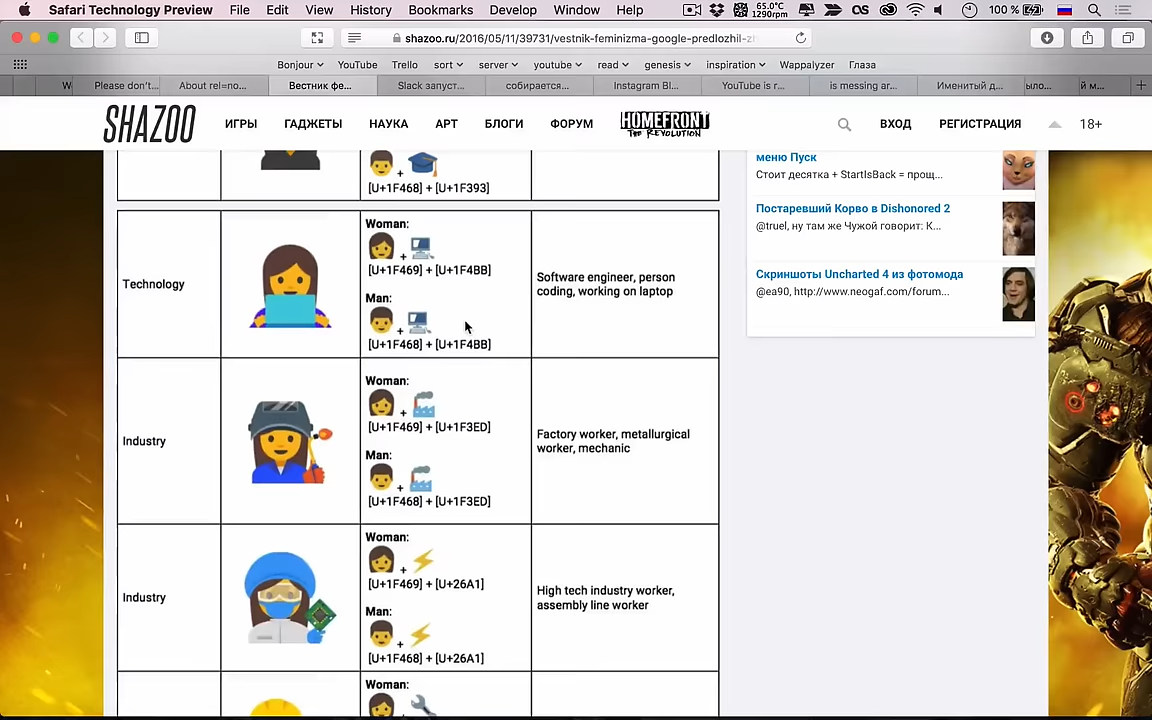 Safari Technology Preview File Edit View History Bookmarks Develop Window Help 65.0°C 1290rpm 100 %
shazoo.ru/2016/05/11/39731/vestnik-feminizma-google-predlozhil-zh
Bonjour YouTube Trello sort server youtube read genesis inspiration Wappalyzer Глаза
Please don't... About rel=no... Вестник фе... Slack запуст... собирается... Instagram Bl... YouTube is r... is messing ar... Именитый д...
SHAZOO ИГРЫ ГАДЖЕТЫ НАУКА АРТ БЛОГИ ФОРУМ HOMEFRONT THE REVOLUTION ВХОД РЕГИСТРАЦИЯ 18+
+
[U+1F468] + [U+1F393]
Technology
Woman:
+
[U+1F469] + [U+1F4BB]
Man:
+
[U+1F468] + [U+1F4BB]
Software engineer, person
coding, working on laptop
Industry
Woman:
+
[U+1F469] + [U+1F3ED]
Man:
+
[U+1F468] + [U+1F3ED]
Factory worker, metallurgical
worker, mechanic
Industry
Woman:
+
[U+1F469] + [U+26A1]
Man:
+
[U+1F468] + [U+26A1]
High tech industry worker,
assembly line worker
Woman:
+
меню Пуск
Стоит десятка + StartIsBack = прощ...
Постаревший Корво в Dishonored 2
@truel, ну там же Чужой говорит: К...
Скриншоты Uncharted 4 из фотомода
@ea90, http://www.neogaf.com/forum...